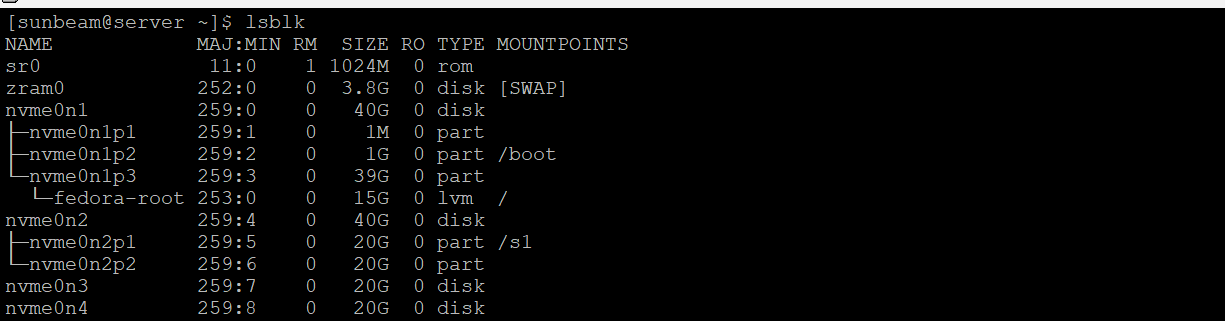 [sunbeam@server ~]$ lsblk
NAME            MAJ:MIN RM  SIZE RO TYPE MOUNTPOINTS
sr0              11:0    1 1024M  0 rom
zram0           252:0    0  3.8G  0 disk [SWAP]
nvme0n1         259:0    0   40G  0 disk
├─nvme0n1p1     259:1    0    1M  0 part
├─nvme0n1p2     259:2    0    1G  0 part /boot
└─nvme0n1p3     259:3    0   39G  0 part
  └─fedora-root 253:0    0   15G  0 lvm  /
nvme0n2         259:4    0   40G  0 disk
├─nvme0n2p1     259:5    0   20G  0 part /s1
└─nvme0n2p2     259:6    0   20G  0 part
nvme0n3         259:7    0   20G  0 disk
nvme0n4         259:8    0   20G  0 disk